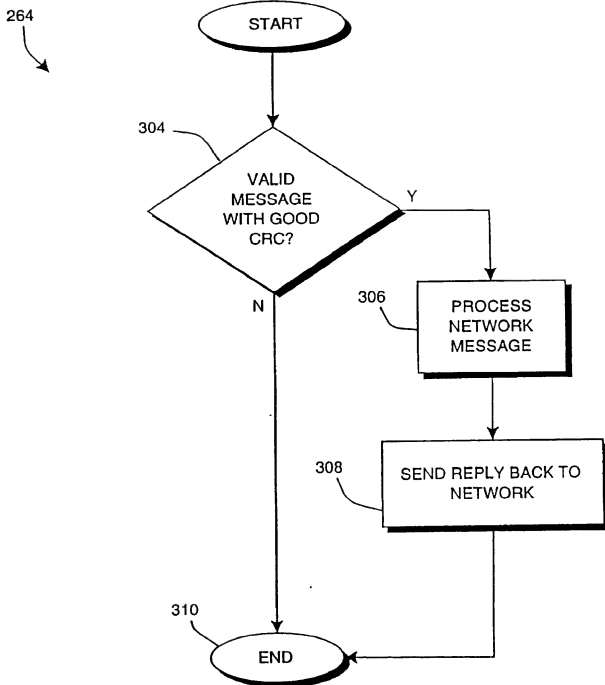 264
START
304
VALID
MESSAGE
WITH GOOD
CRC?
Y
N
306
PROCESS
NETWORK
MESSAGE
308
SEND REPLY BACK TO
NETWORK
310
END